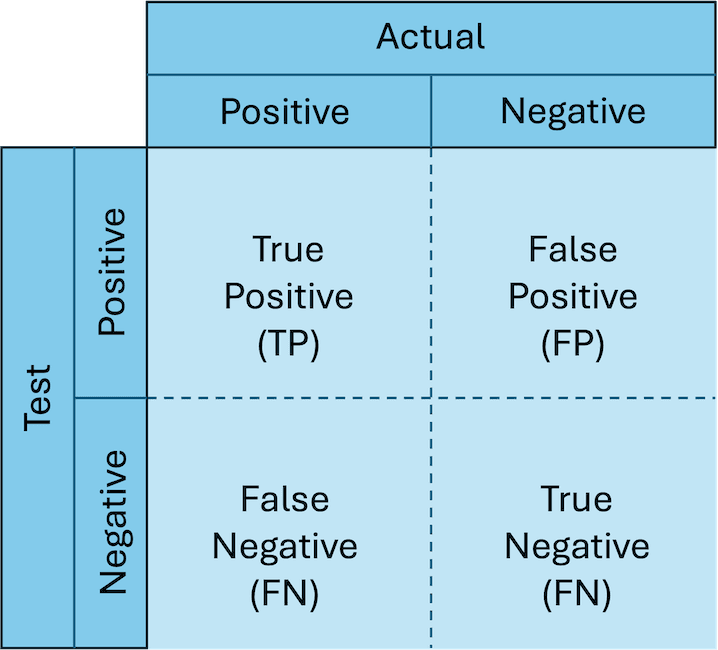 Actual
Positive
Negative
Test
Positive
True
Positive
(TP)
False
Positive
(FP)
Negative
False
Negative
(FN)
True
Negative
(FN)